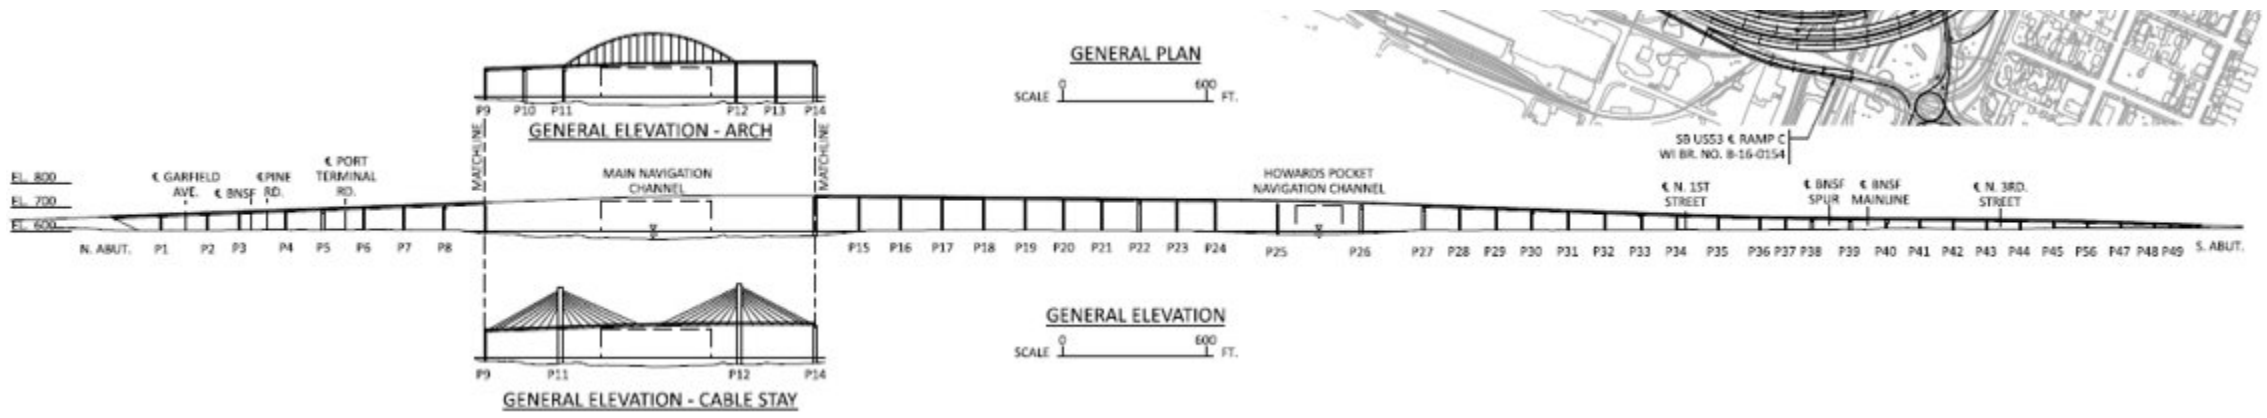 GENERAL PLAN
0 600
SCALE FT.
P9 P10 P11 P12 P13 P14
GENERAL ELEVATION - ARCH
MATCHLINE
MATCHLINE
SB US53 ℄ RAMP C
WI BR. NO. B-16-0154
EL. 800
EL. 700
EL. 600
℄ GARFIELD
AVE.
℄ BNSF
℄ PINE
RD.
℄ PORT
TERMINAL
RD.
MAIN NAVIGATION
CHANNEL
HOWARDS POCKET
NAVIGATION CHANNEL
℄ N. 1ST
STREET
℄ BNSF
SPUR
℄ BNSF
MAINLINE
℄ N. 3RD.
STREET
N. ABUT. P1 P2 P3 P4 P5 P6 P7 P8 P15 P16 P17 P18 P19 P20 P21 P22 P23 P24 P25 P26 P27 P28 P29 P30 P31 P32 P33 P34 P35 P36 P37 P38 P39 P40 P41 P42 P43 P44 P45 P56 P47 P48 P49 S. ABUT.
GENERAL ELEVATION
0 600
SCALE FT.
P9 P11 P12 P14
GENERAL ELEVATION - CABLE STAY